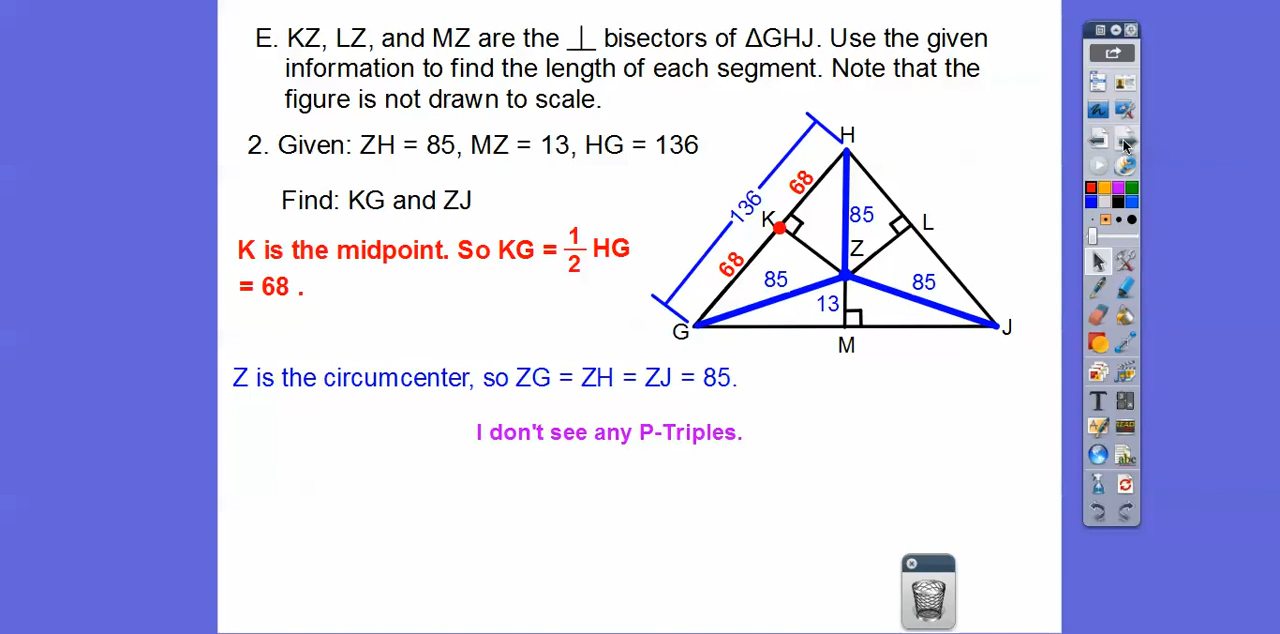 E. KZ, LZ, and MZ are the ⊥ bisectors of ΔGHJ. Use the given
information to find the length of each segment. Note that the
figure is not drawn to scale.
2. Given: ZH = 85, MZ = 13, HG = 136
Find: KG and ZJ
K is the midpoint. So KG = 1/2 HG
= 68 .
H
68
136
K
85
L
Z
68
85
85
13
G
J
M
Z is the circumcenter, so ZG = ZH = ZJ = 85.
I don't see any P-Triples.
T
abc